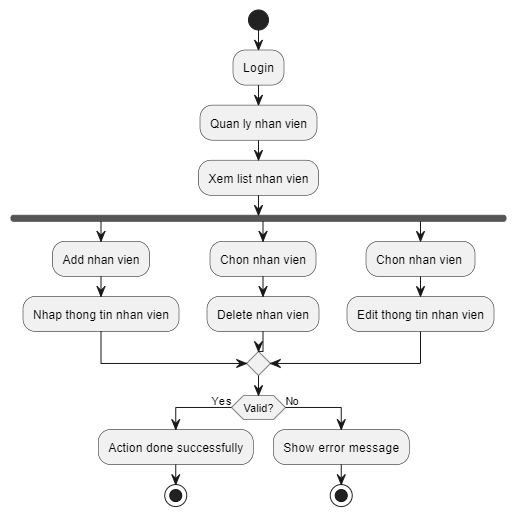 Login
Quan ly nhan vien
Xem list nhan vien
Add nhan vien
Chon nhan vien
Chon nhan vien
Nhap thong tin nhan vien
Delete nhan vien
Edit thong tin nhan vien
Yes
Valid?
No
Action done successfully
Show error message